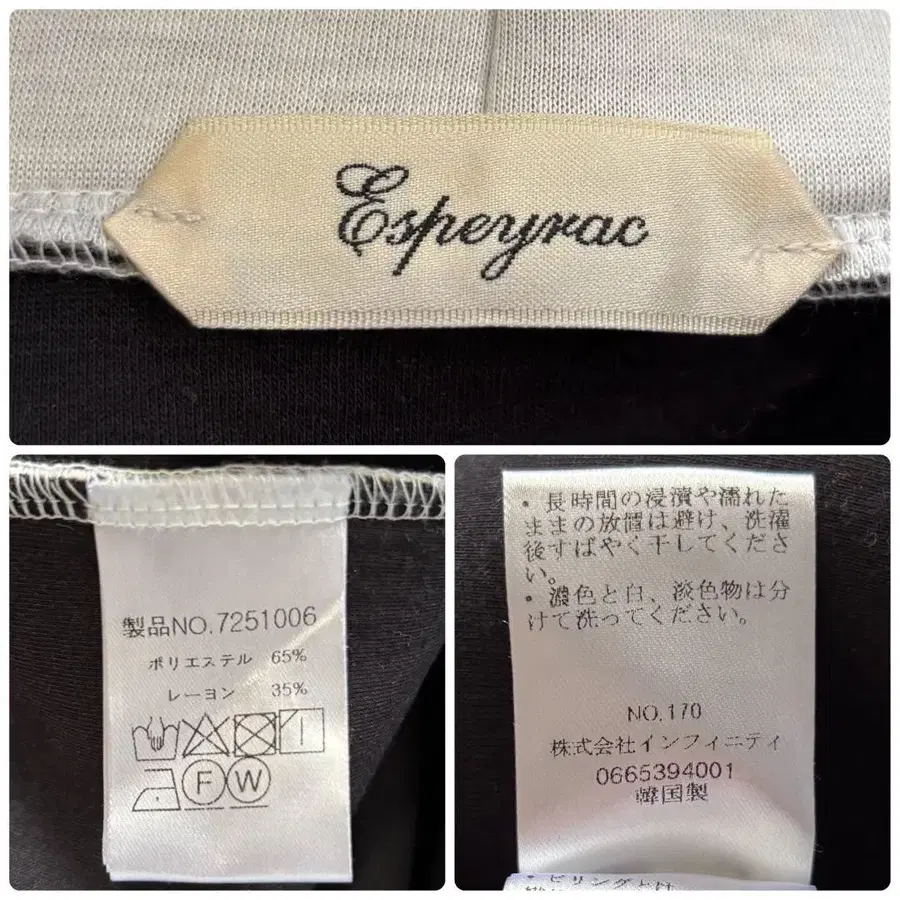 Espeyrac
製品NO.7251006
ポリエステル 65%
レーヨン 35%
F W
・長時間の浸漬や濡れた
ままの放置は避け、洗濯
後すばやく干してくださ
い。
・濃色と白、淡色物は分
けて洗ってください。
NO.170
株式会社インフィニティ
0665394001
韓国製